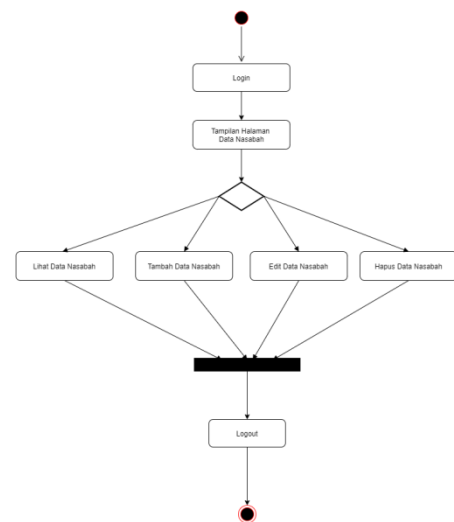 Login
Tampilan Halaman
Data Nasabah
Lihat Data Nasabah
Tambah Data Nasabah
Edit Data Nasabah
Hapus Data Nasabah
Logout